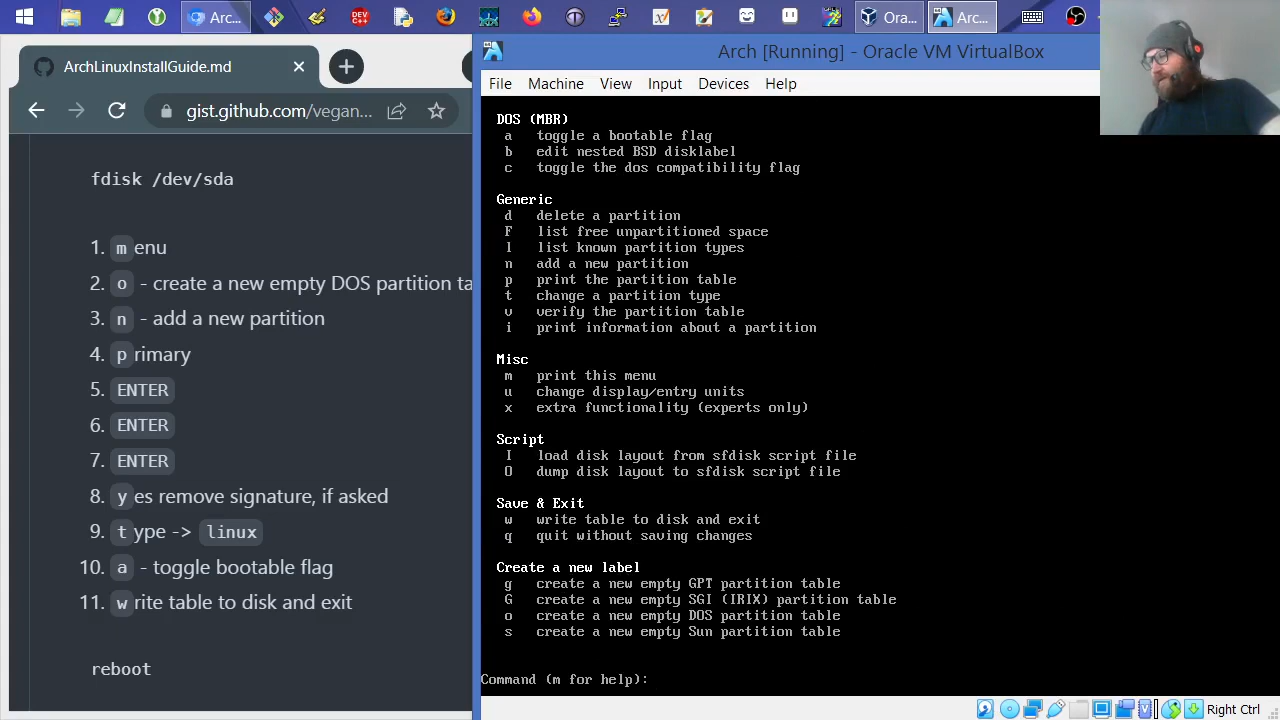 Arc...
DEV C++
Ora...
Arc...
ArchLinuxInstallGuide.md
gist.github.com/vegan...
fdisk /dev/sda
1. menu
2. o - create a new empty DOS partition ta
3. n - add a new partition
4. primary
5. ENTER
6. ENTER
7. ENTER
8. yes remove signature, if asked
9. type -> linux
10. a - toggle bootable flag
11. write table to disk and exit
reboot
Arch [Running] - Oracle VM VirtualBox
File Machine View Input Devices Help
DOS (MBR)
a toggle a bootable flag
b edit nested BSD disklabel
c toggle the dos compatibility flag
Generic
d delete a partition
F list free unpartitioned space
l list known partition types
n add a new partition
p print the partition table
t change a partition type
v verify the partition table
i print information about a partition
Misc
m print this menu
u change display/entry units
x extra functionality (experts only)
Script
I load disk layout from sfdisk script file
O dump disk layout to sfdisk script file
Save & Exit
w write table to disk and exit
q quit without saving changes
Create a new label
g create a new empty GPT partition table
G create a new empty SGI (IRIX) partition table
o create a new empty DOS partition table
s create a new empty Sun partition table
Command (m for help):
Right Ctrl